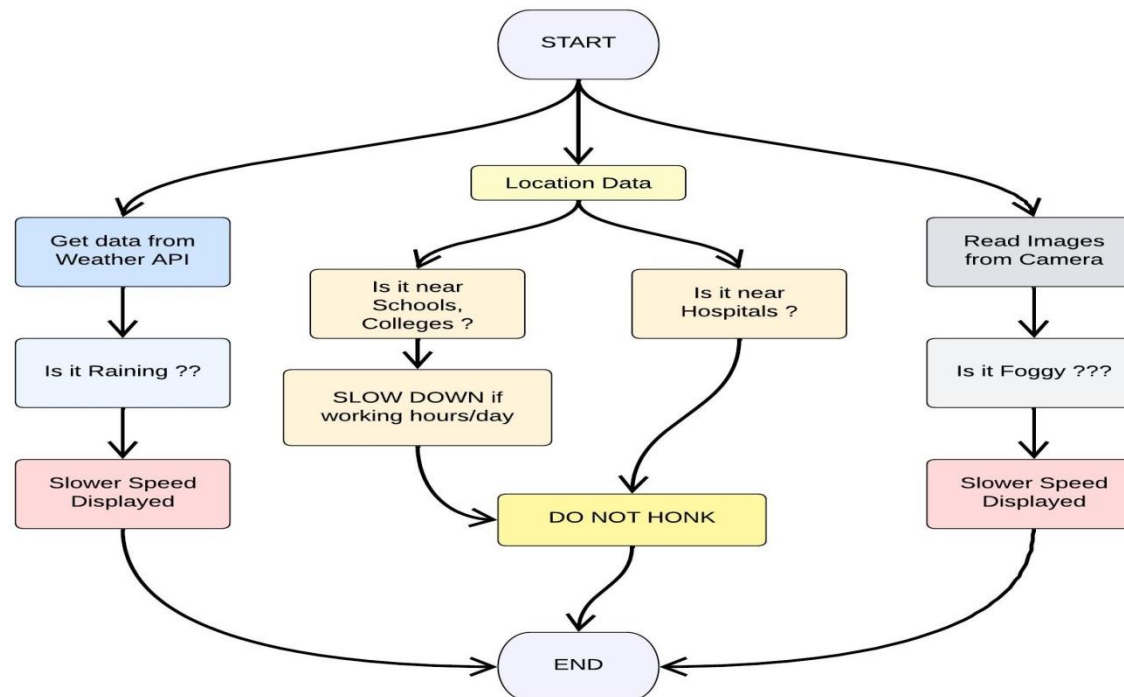 START
Location Data
Get data from
Weather API
Read Images
from Camera
Is it near
Schools,
Colleges ?
Is it near
Hospitals ?
Is it Raining ??
Is it Foggy ???
SLOW DOWN if
working hours/day
Slower Speed
Displayed
DO NOT HONK
Slower Speed
Displayed
END